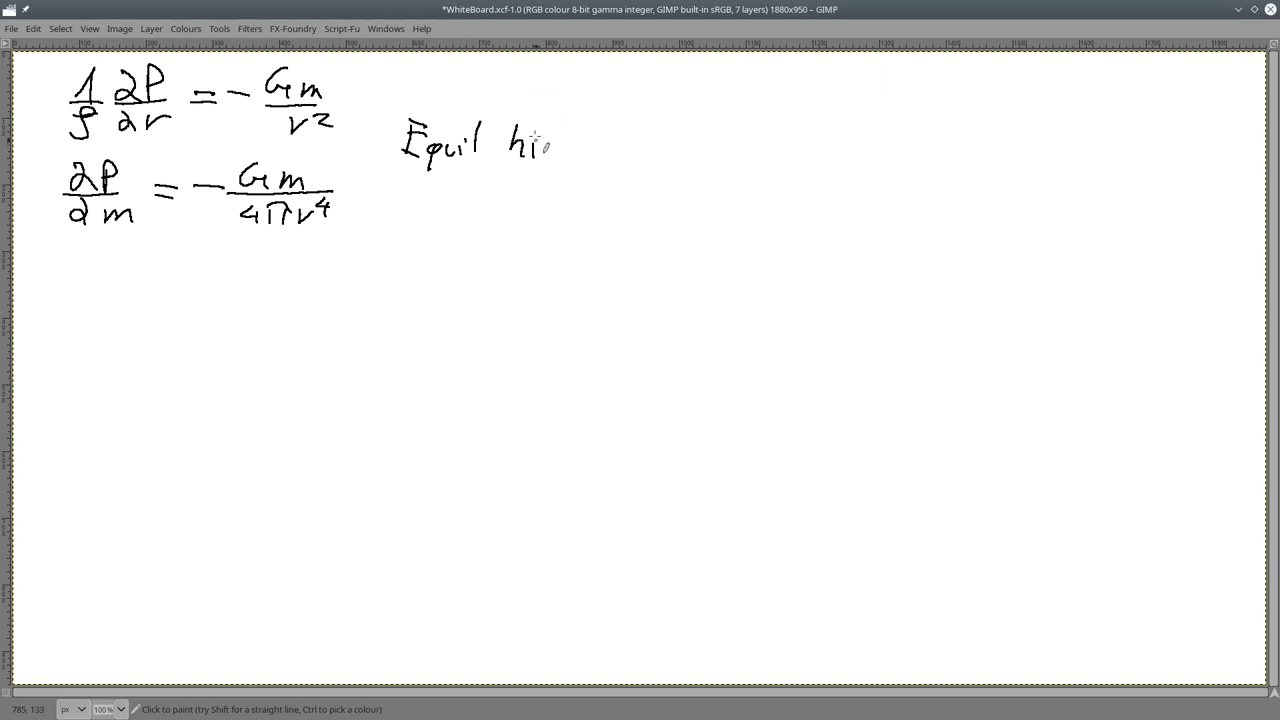 *WhiteBoard.xcf-1.0 (RGB colour 8-bit gamma integer, GIMP built-in sRGB, 7 layers) 1880x950 – GIMP
File Edit Select View Image Layer Colours Tools Filters FX-Foundry Script-Fu Windows Help
1/ρ ∂P/∂r = - Gm/r²
Equil hi
∂P/∂m = - Gm/4πr⁴
785, 133 px 100% Click to paint (try Shift for a straight line, Ctrl to pick a colour)